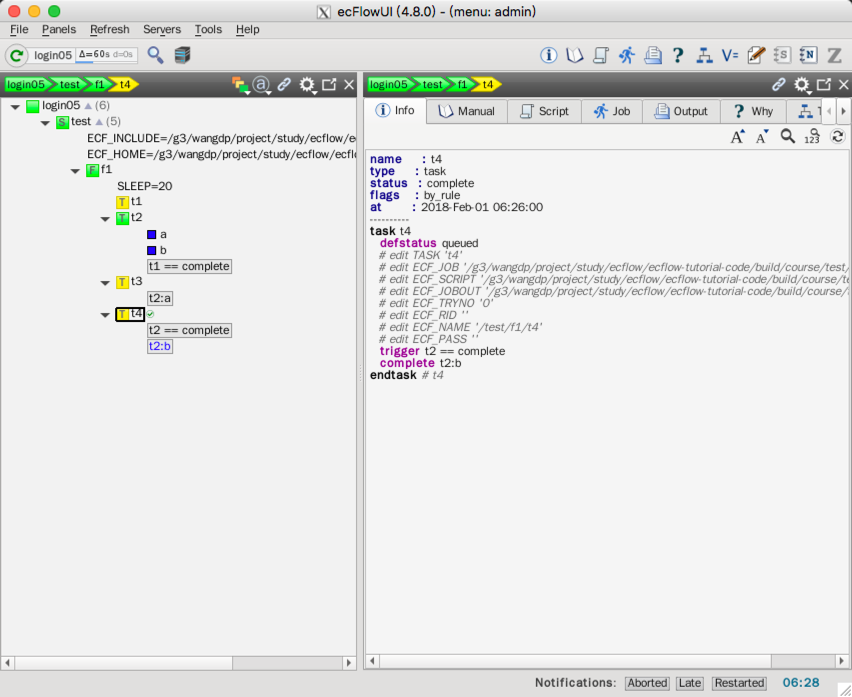 ecFlowUI (4.8.0) - (menu: admin)
File Panels Refresh Servers Tools Help
login05 Δ=60s d=0s
login05 test f1 t4
login05 (6)
S test (5)
ECF_INCLUDE=/g3/wangdp/project/study/ecflow/e
ECF_HOME=/g3/wangdp/project/study/ecflow/ecfl
F f1
SLEEP=20
T t1
T t2
a
b
t1 == complete
T t3
t2:a
T t4
t2 == complete
t2:b
login05 test f1 t4
Info Manual Script Job Output Why T
A A 123
name : t4
type : task
status : complete
flags : by_rule
at : 2018-Feb-01 06:26:00
----------
task t4
defstatus queued
# edit TASK 't4'
# edit ECF_JOB '/g3/wangdp/project/study/ecflow/ecflow-tutorial-code/build/course/test/
# edit ECF_SCRIPT '/g3/wangdp/project/study/ecflow/ecflow-tutorial-code/build/course/te
# edit ECF_JOBOUT '/g3/wangdp/project/study/ecflow/ecflow-tutorial-code/build/course/
# edit ECF_TRYNO '0'
# edit ECF_RID ''
# edit ECF_NAME '/test/f1/t4'
# edit ECF_PASS ''
trigger t2 == complete
complete t2:b
endtask # t4
Notifications: Aborted Late Restarted 06:28